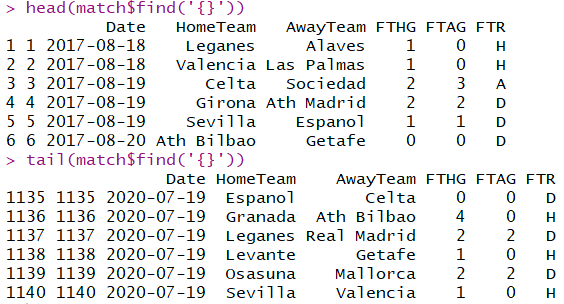 > head(match$find('{}'))
Date HomeTeam AwayTeam FTHG FTAG FTR
1 1 2017-08-18 Leganes Alaves 1 0 H
2 2 2017-08-18 Valencia Las Palmas 1 0 H
3 3 2017-08-19 Celta Sociedad 2 3 A
4 4 2017-08-19 Girona Ath Madrid 2 2 D
5 5 2017-08-19 Sevilla Espanol 1 1 D
6 6 2017-08-20 Ath Bilbao Getafe 0 0 D
> tail(match$find('{}'))
Date HomeTeam AwayTeam FTHG FTAG FTR
1135 1135 2020-07-19 Espanol Celta 0 0 D
1136 1136 2020-07-19 Granada Ath Bilbao 4 0 H
1137 1137 2020-07-19 Leganes Real Madrid 2 2 D
1138 1138 2020-07-19 Levante Getafe 1 0 H
1139 1139 2020-07-19 Osasuna Mallorca 2 2 D
1140 1140 2020-07-19 Sevilla Valencia 1 0 H